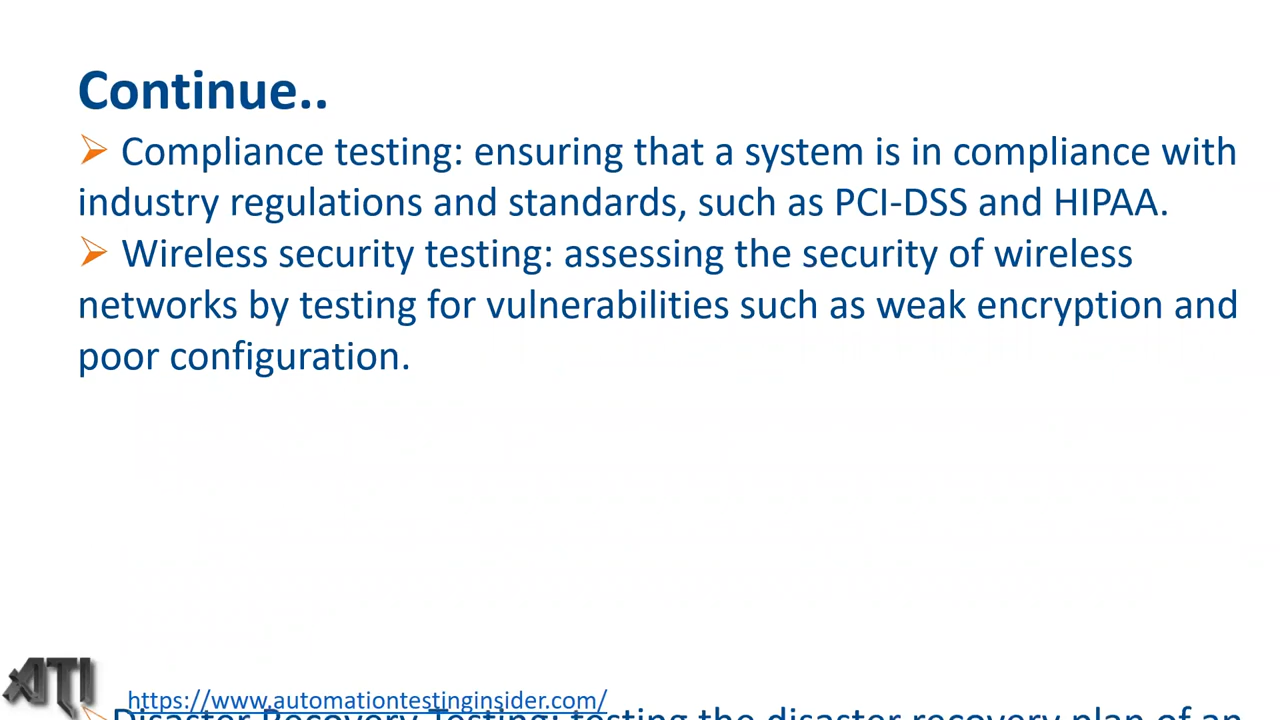 Continue..
➢ Compliance testing: ensuring that a system is in compliance with
industry regulations and standards, such as PCI-DSS and HIPAA.
➢ Wireless security testing: assessing the security of wireless
networks by testing for vulnerabilities such as weak encryption and
poor configuration.
ATI
https://www.automationtestinginsider.com/
➢ Disaster Recovery Testing: testing the disaster recovery plan of an